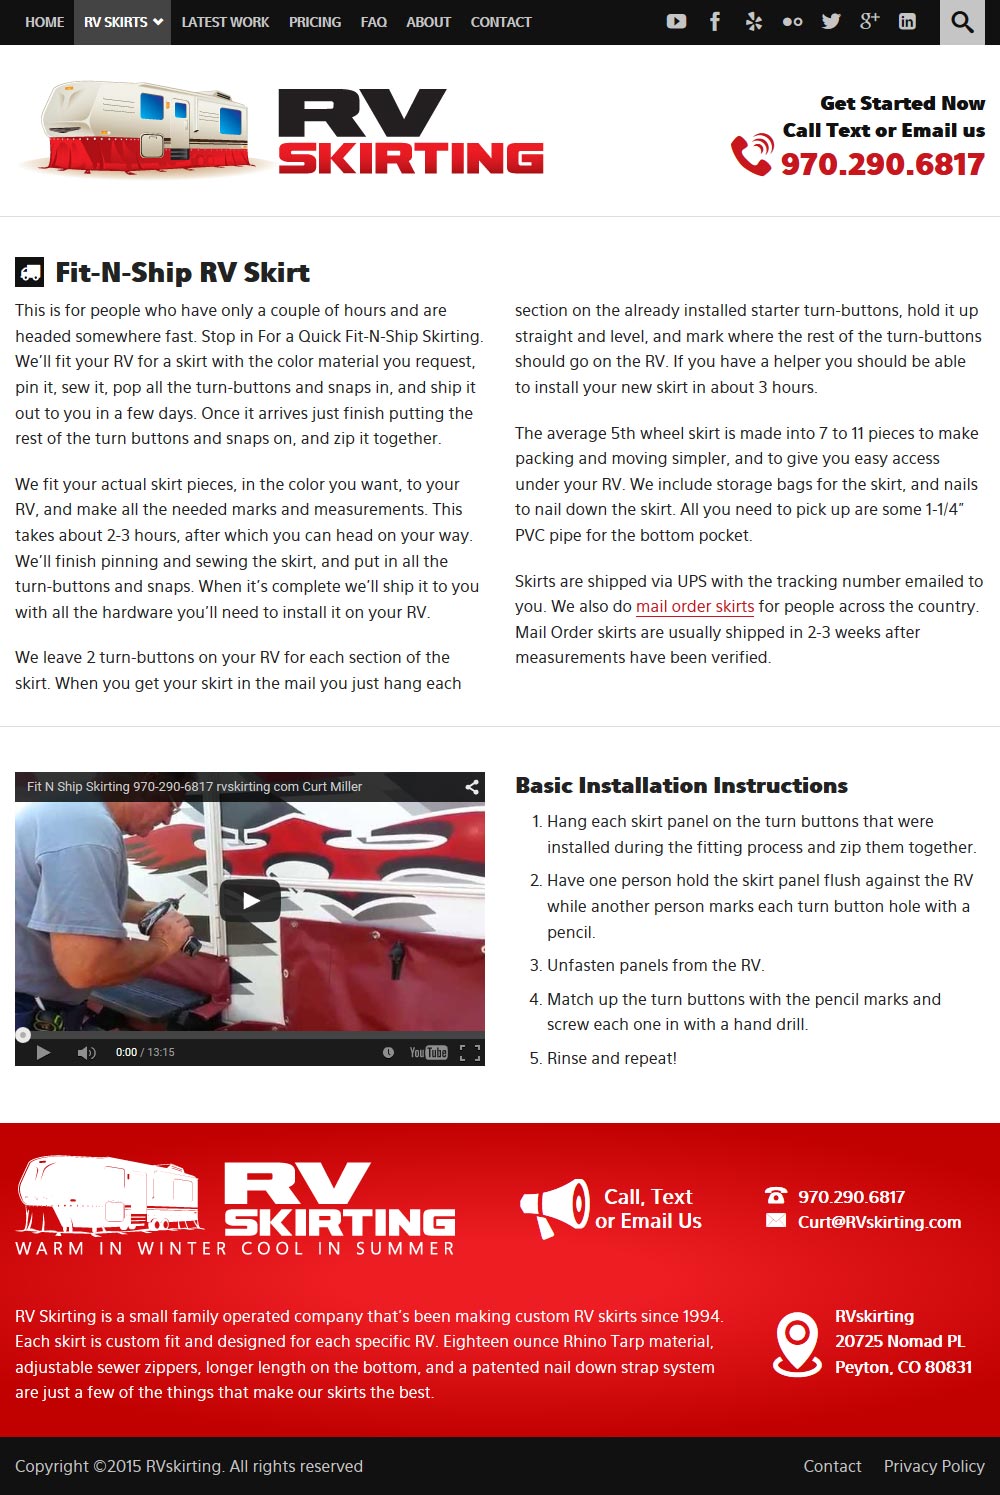 HOME RV SKIRTS LATEST WORK PRICING FAQ ABOUT CONTACT
RV
SKIRTING
Get Started Now
Call Text or Email us
970.290.6817
Fit-N-Ship RV Skirt
This is for people who have only a couple of hours and are
headed somewhere fast. Stop in For a Quick Fit-N-Ship Skirting.
We’ll fit your RV for a skirt with the color material you request,
pin it, sew it, pop all the turn-buttons and snaps in, and ship it
out to you in a few days. Once it arrives just finish putting the
rest of the turn buttons and snaps on, and zip it together.
We fit your actual skirt pieces, in the color you want, to your
RV, and make all the needed marks and measurements. This
takes about 2-3 hours, after which you can head on your way.
We’ll finish pinning and sewing the skirt, and put in all the
turn-buttons and snaps. When it’s complete we’ll ship it to you
with all the hardware you’ll need to install it on your RV.
We leave 2 turn-buttons on your RV for each section of the
skirt. When you get your skirt in the mail you just hang each
section on the already installed starter turn-buttons, hold it up
straight and level, and mark where the rest of the turn-buttons
should go on the RV. If you have a helper you should be able
to install your new skirt in about 3 hours.
The average 5th wheel skirt is made into 7 to 11 pieces to make
packing and moving simpler, and to give you easy access
under your RV. We include storage bags for the skirt, and nails
to nail down the skirt. All you need to pick up are some 1-1/4″
PVC pipe for the bottom pocket.
Skirts are shipped via UPS with the tracking number emailed to
you. We also do mail order skirts for people across the country.
Mail Order skirts are usually shipped in 2-3 weeks after
measurements have been verified.
Fit N Ship Skirting 970-290-6817 rvskirting com Curt Miller
0:00 / 13:15
YouTube
Basic Installation Instructions
1. Hang each skirt panel on the turn buttons that were
installed during the fitting process and zip them together.
2. Have one person hold the skirt panel flush against the RV
while another person marks each turn button hole with a
pencil.
3. Unfasten panels from the RV.
4. Match up the turn buttons with the pencil marks and
screw each one in with a hand drill.
5. Rinse and repeat!
RV
SKIRTING
WARM IN WINTER COOL IN SUMMER
Call, Text
or Email Us
970.290.6817
Curt@RVskirting.com
RV Skirting is a small family operated company that’s been making custom RV skirts since 1994.
Each skirt is custom fit and designed for each specific RV. Eighteen ounce Rhino Tarp material,
adjustable sewer zippers, longer length on the bottom, and a patented nail down strap system
are just a few of the things that make our skirts the best.
RVskirting
20725 Nomad PL
Peyton, CO 80831
Copyright ©2015 RVskirting. All rights reserved
Contact Privacy Policy